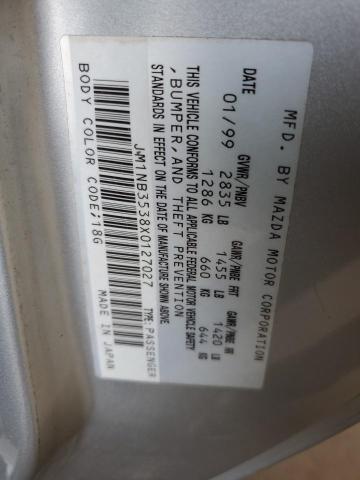 MFD. BY MAZDA MOTOR CORPORATION
DATE GVWR/PNBV GAWR/PNBE FRT GAWR/PNBE RR
01/99 2835 LB 1455 LB 1420 LB
1286 KG 660 KG 644 KG
THIS VEHICLE CONFORMS TO ALL APPLICABLE FEDERAL MOTOR VEHICLE SAFETY
, BUMPER, AND THEFT PREVENTION
STANDARDS IN EFFECT ON THE DATE OF MANUFACTURE SHOWN ABOVE.
JM1NB3538X0127027 TYPE: PASSENGER
BODY COLOR CODE; 18G MADE IN JAPAN